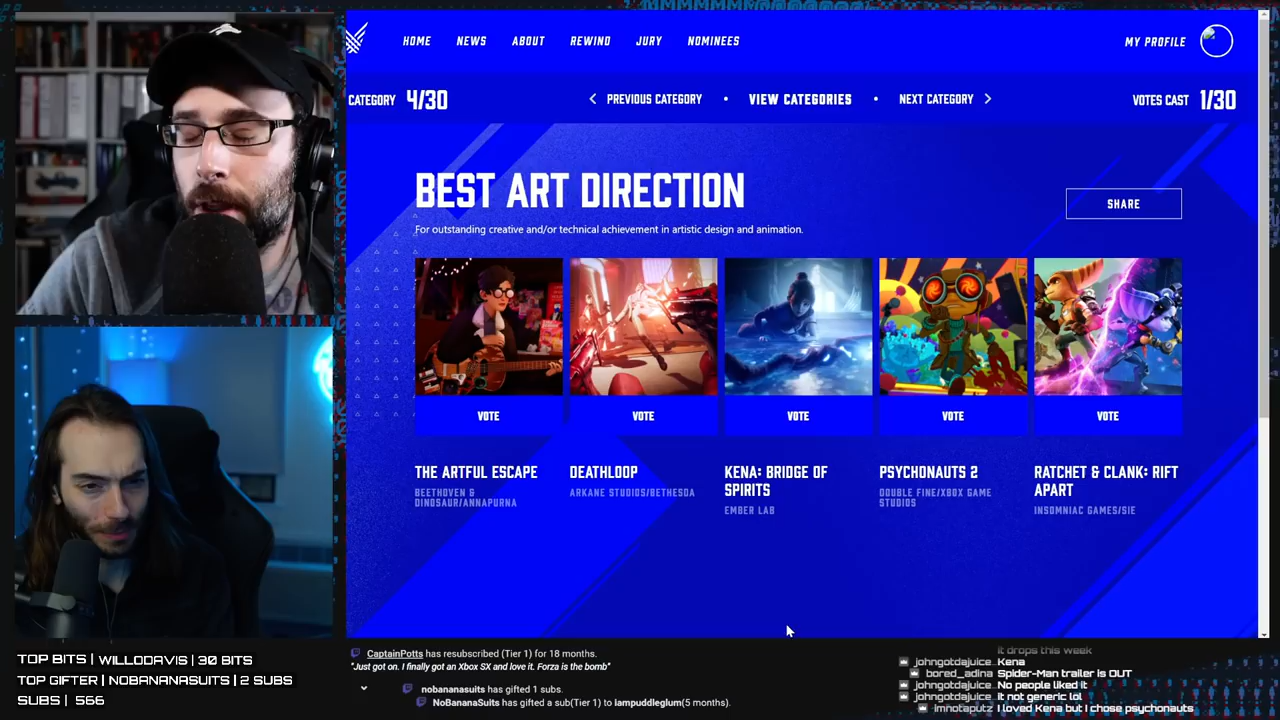 HOME NEWS ABOUT REWIND JURY NOMINEES MY PROFILE
CATEGORY 4/30 PREVIOUS CATEGORY • VIEW CATEGORIES • NEXT CATEGORY VOTES CAST 1/30
BEST ART DIRECTION
SHARE
For outstanding creative and/or technical achievement in artistic design and animation.
VOTE VOTE VOTE VOTE VOTE
THE ARTFUL ESCAPE
BEETHOVEN &
DINOSAUR/ANNAPURNA
DEATHLOOP
ARKANE STUDIOS/BETHESDA
KENA: BRIDGE OF
SPIRITS
EMBER LAB
PSYCHONAUTS 2
DOUBLE FINE/XBOX GAME
STUDIOS
RATCHET & CLANK: RIFT
APART
INSOMNIAC GAMES/SIE
TOP BITS | WILLODAVIS | 30 BITS
TOP GIFTER | NOBANANASUITS | 2 SUBS
SUBS | 566
CaptainPotts has resubscribed (Tier 1) for 18 months.
"Just got on. I finally got an Xbox SX and love it. Forza is the bomb"
nobananasuits has gifted 1 subs.
NoBananaSuits has gifted a sub(Tier 1) to iampuddleglum(5 months).
it drops this week
johngotdajuice Kena
bored_adina Spider-Man trailer is OUT
johngotdajuice No people liked it
johngotdajuice it not generic lol
imnotaputz I loved Kena but I chose psychonauts